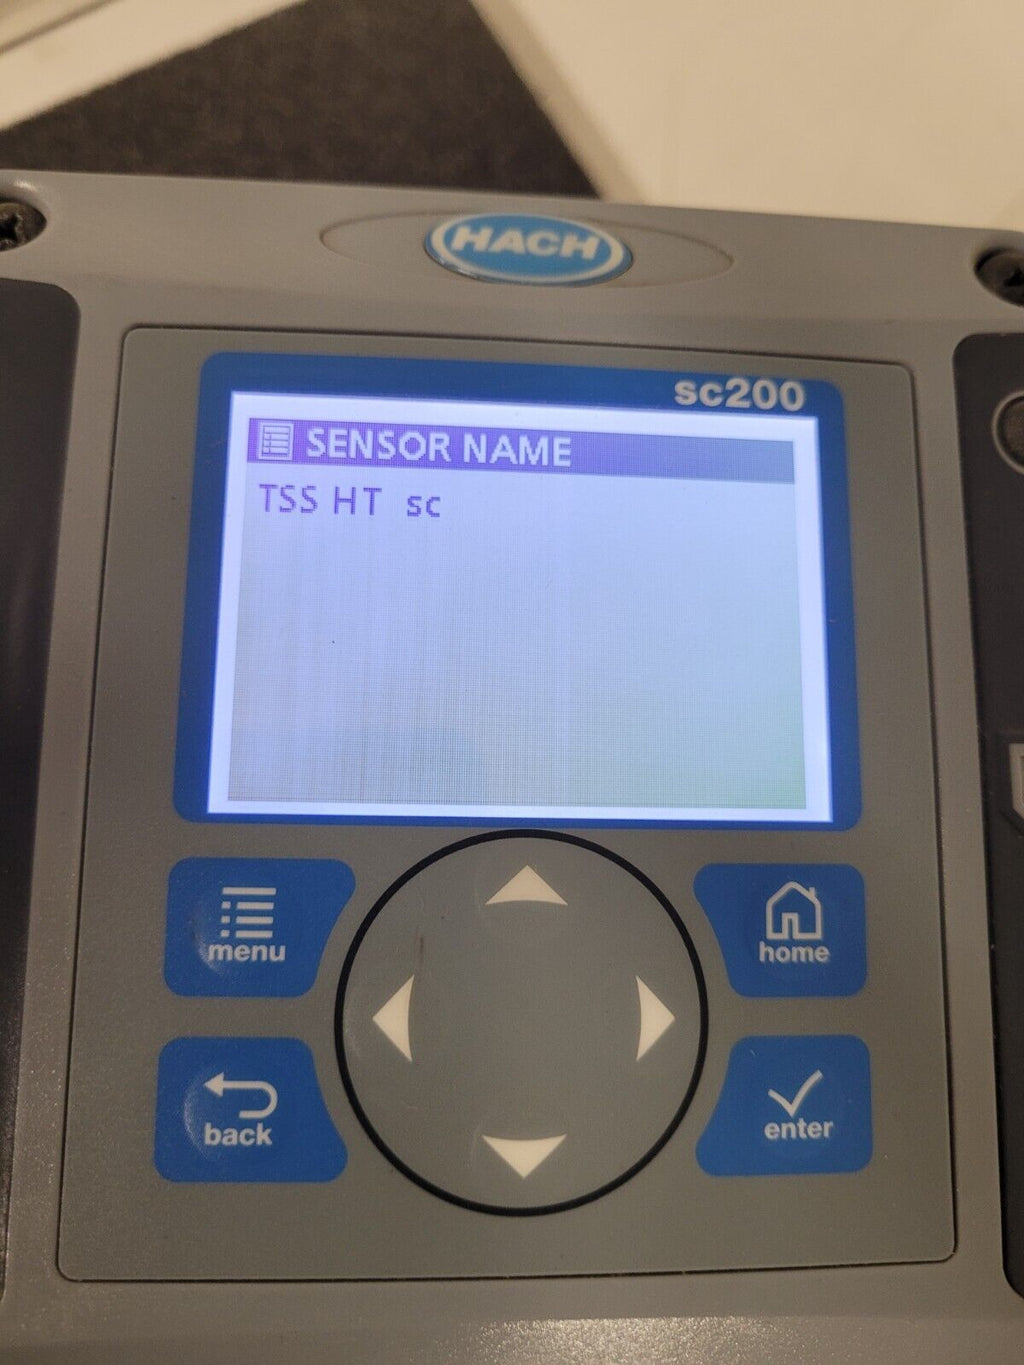 HACH
sc200
SENSOR NAME
TSS HT sc
menu
home
back
enter